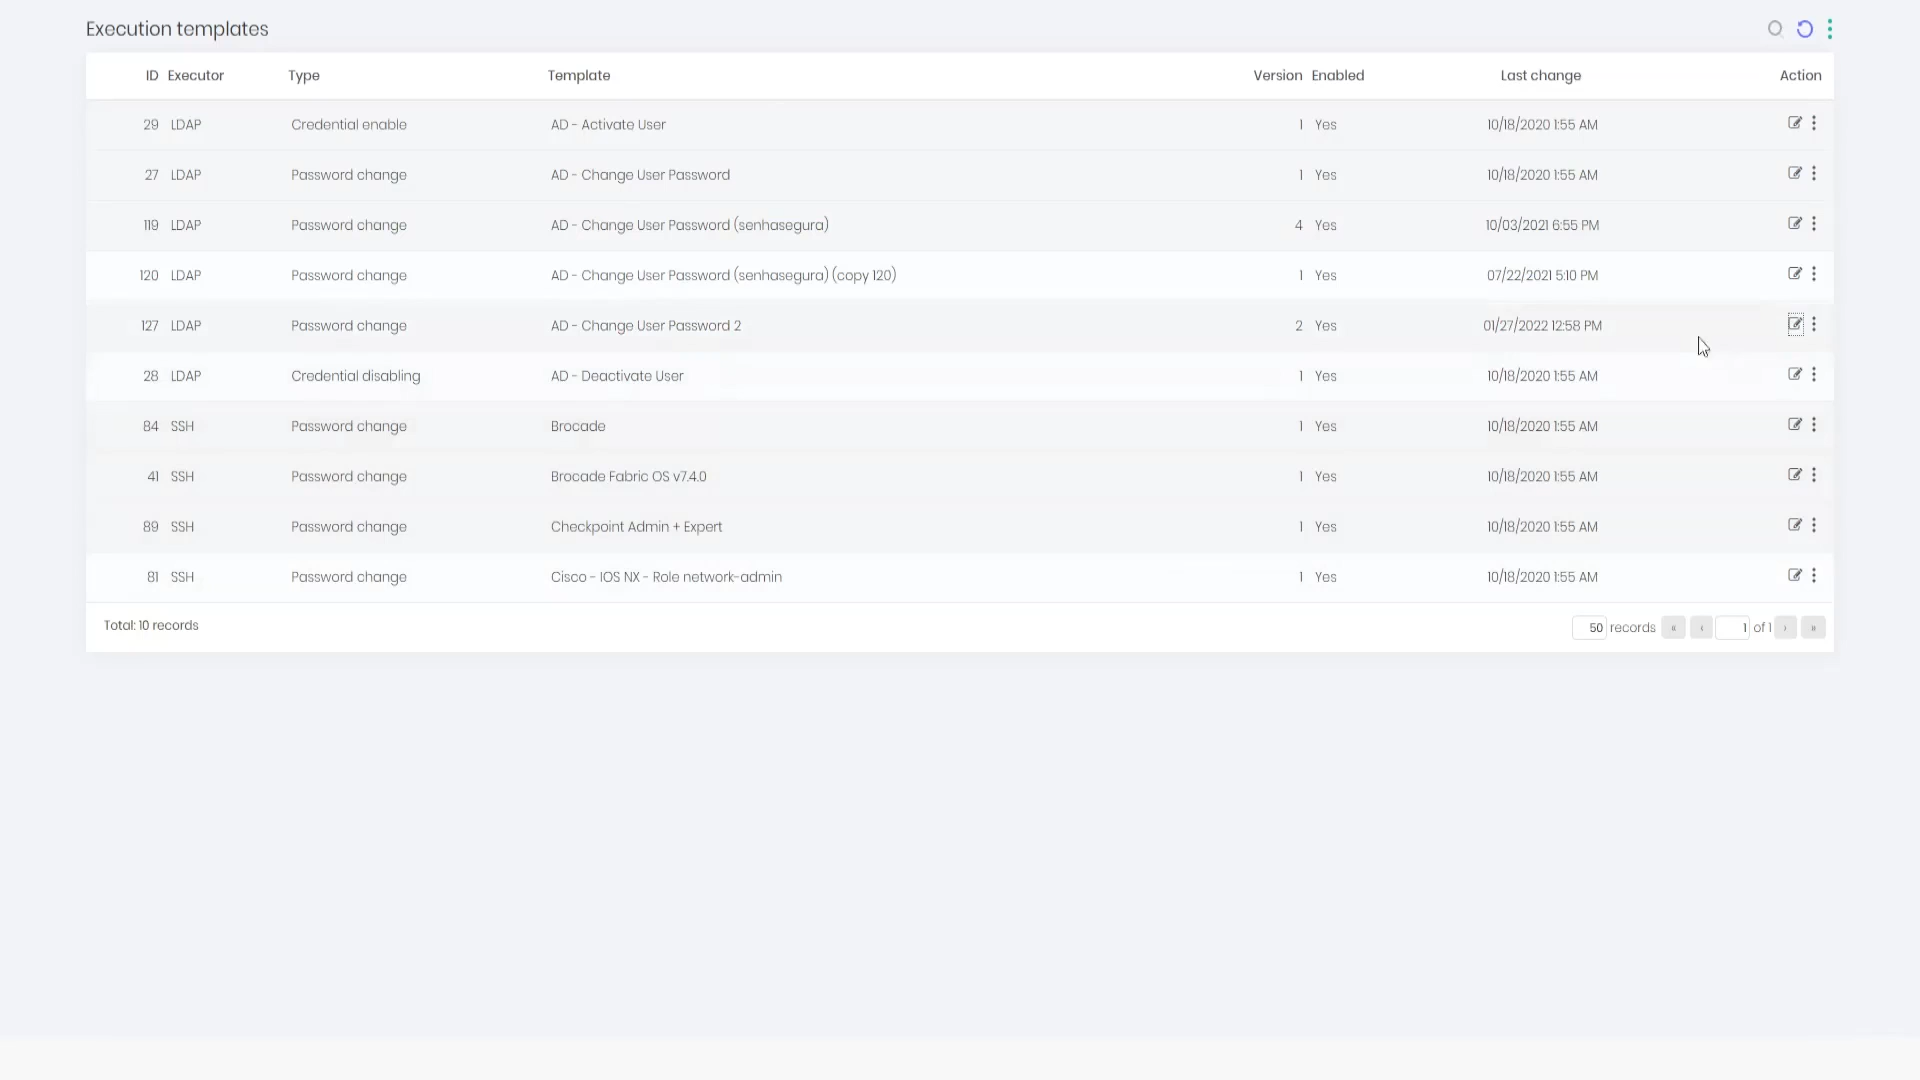 Execution templates
ID Executor Type Template Version Enabled Last change Action
29 LDAP Credential enable AD - Activate User 1 Yes 10/18/2020 1:55 AM
27 LDAP Password change AD - Change User Password 1 Yes 10/18/2020 1:55 AM
119 LDAP Password change AD - Change User Password (senhasegura) 4 Yes 10/03/2021 6:55 PM
120 LDAP Password change AD - Change User Password (senhasegura) (copy 120) 1 Yes 07/22/2021 5:10 PM
127 LDAP Password change AD - Change User Password 2 2 Yes 01/27/2022 12:58 PM
28 LDAP Credential disabling AD - Deactivate User 1 Yes 10/18/2020 1:55 AM
84 SSH Password change Brocade 1 Yes 10/18/2020 1:55 AM
41 SSH Password change Brocade Fabric OS v7.4.0 1 Yes 10/18/2020 1:55 AM
89 SSH Password change Checkpoint Admin + Expert 1 Yes 10/18/2020 1:55 AM
81 SSH Password change Cisco - IOS NX - Role network-admin 1 Yes 10/18/2020 1:55 AM
Total: 10 records 50 records « ‹ 1 of 1 › »